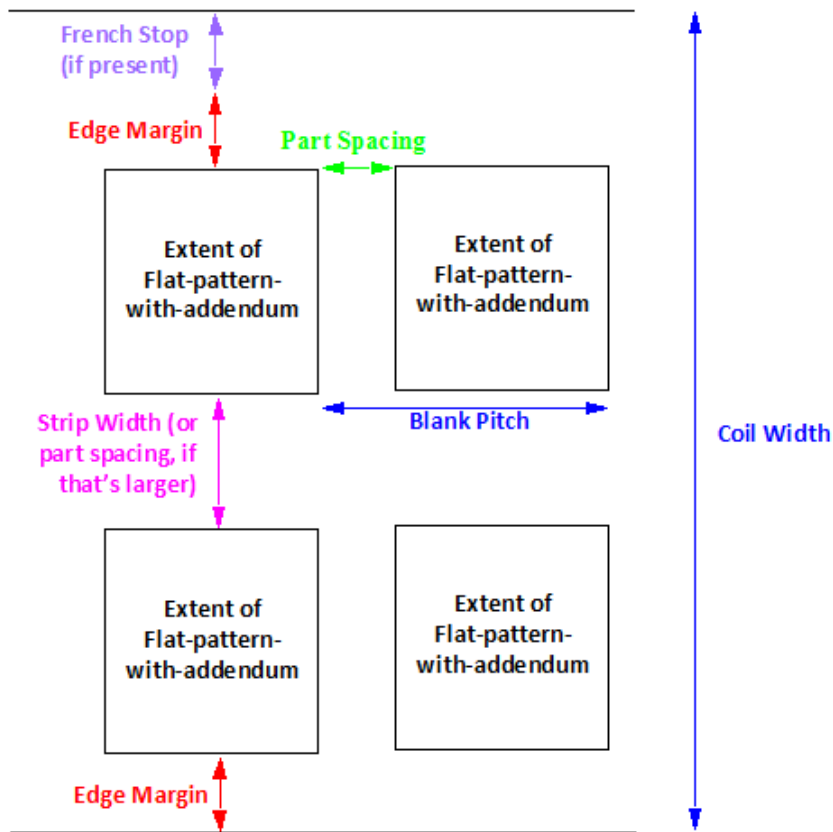 French Stop
(if present)
Edge Margin
Part Spacing
Extent of
Flat-pattern-
with-addendum
Extent of
Flat-pattern-
with-addendum
Strip Width (or
part spacing, if
that's larger)
Blank Pitch
Coil Width
Extent of
Flat-pattern-
with-addendum
Extent of
Flat-pattern-
with-addendum
Edge Margin